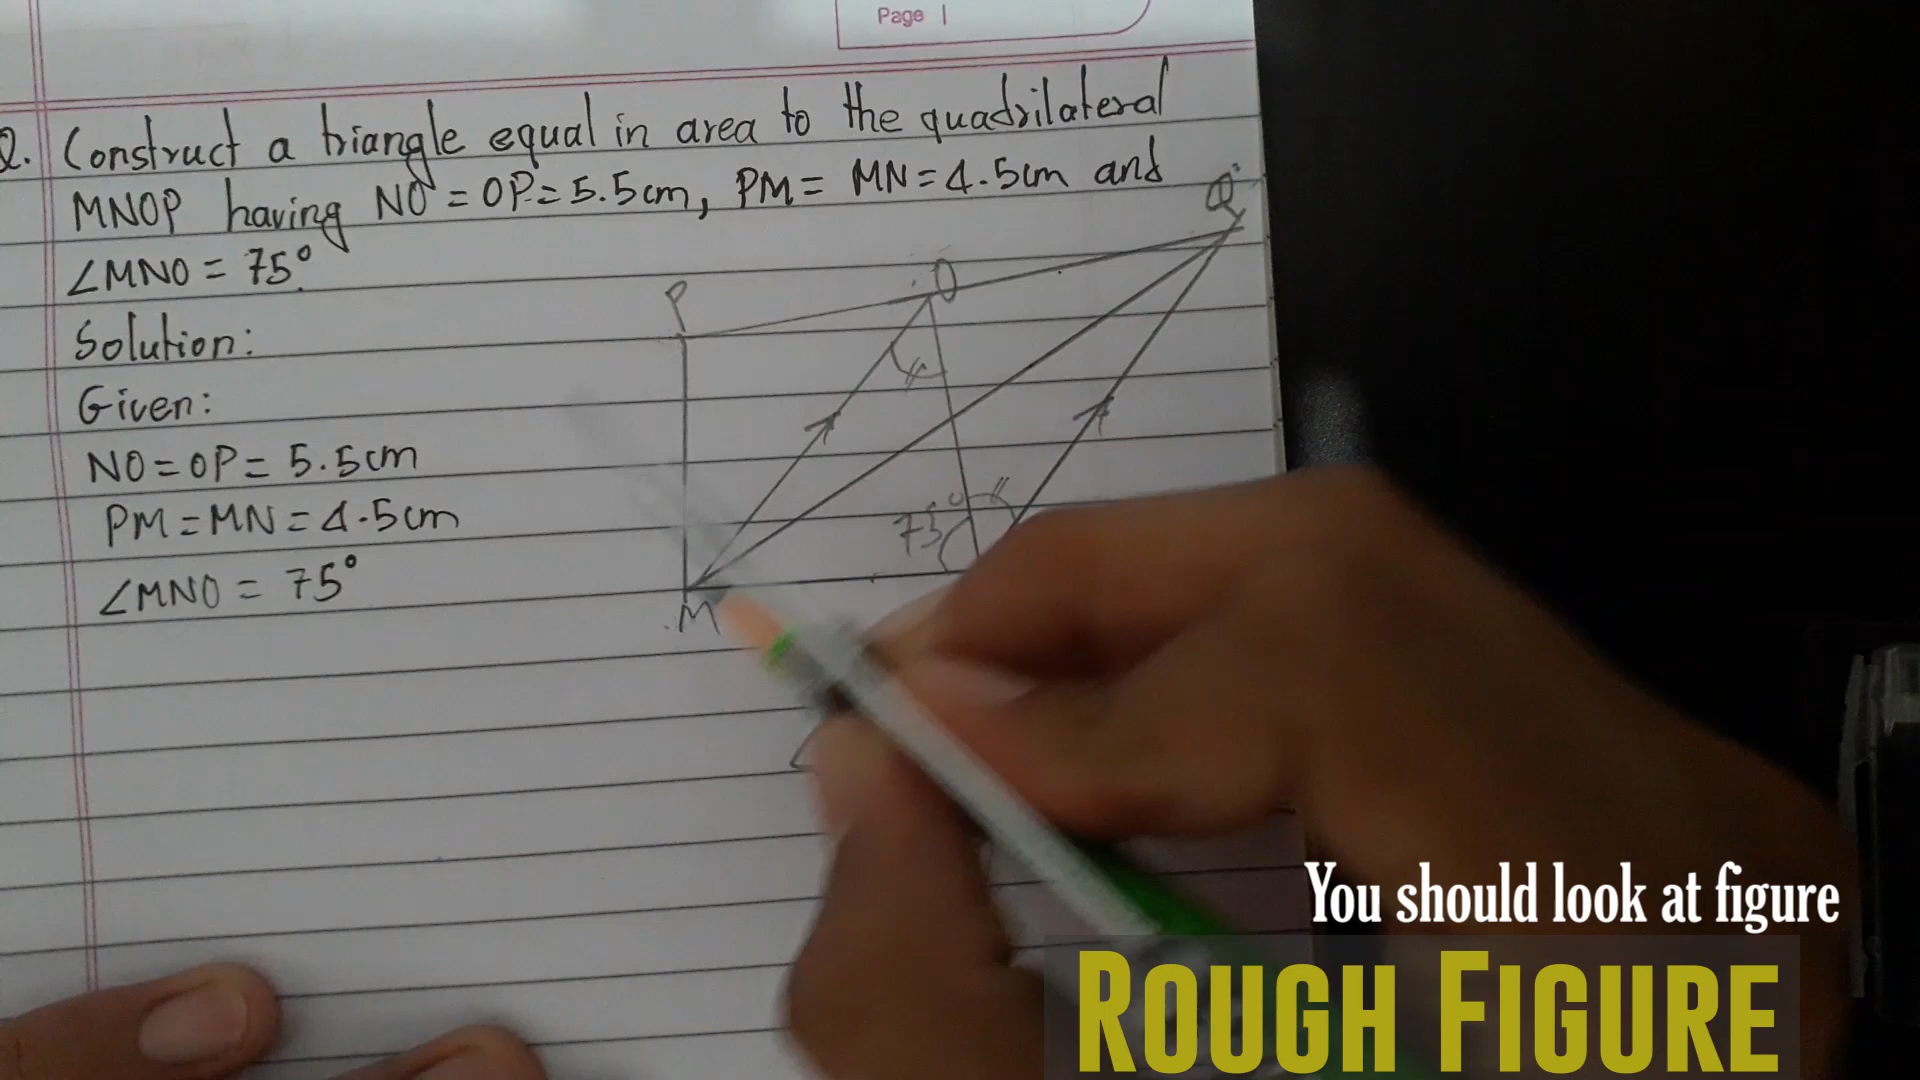 Page 1
Q. Construct a triangle equal in area to the quadrilateral
MNOP having NO = OP = 5.5cm, PM = MN = 4.5cm and
∠MNO = 75°.
Solution:
Given:
NO = OP = 5.5cm
PM = MN = 4.5cm
∠MNO = 75°
P
O
Q
75°
M
You should look at figure
ROUGH FIGURE